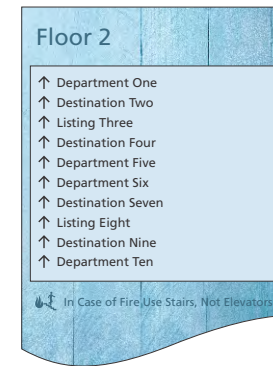 Floor 2
↑ Department One
↑ Destination Two
↑ Listing Three
↑ Destination Four
↑ Department Five
↑ Department Six
↑ Destination Seven
↑ Listing Eight
↑ Destination Nine
↑ Department Ten
In Case of Fire Use Stairs, Not Elevators